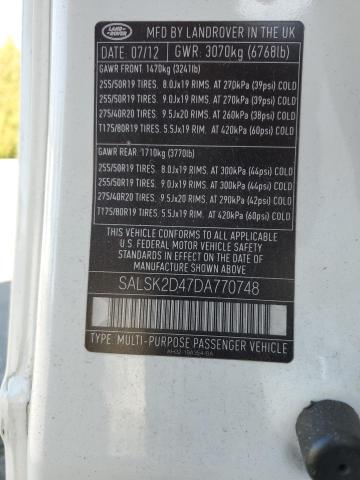 LAND
ROVER
MFD BY LANDROVER IN THE UK
DATE: 07/12 GWR: 3070kg (6768lb)
GAWR FRONT: 1470kg (3241lb)
255/50R19 TIRES. 8.0Jx19 RIMS. AT 270kPa (39psi) COLD
255/50R19 TIRES. 9.0Jx19 RIMS. AT 270kPa (39psi) COLD
275/40R20 TIRES. 9.5Jx20 RIMS. AT 260kPa (38psi) COLD
T175/80R19 TIRES. 5.5Jx19 RIM. AT 420kPa (60psi) COLD
GAWR REAR: 1710kg (3770lb)
255/50R19 TIRES. 8.0Jx19 RIMS. AT 300kPa (44psi) COLD
255/50R19 TIRES. 9.0Jx19 RIMS. AT 300kPa (44psi) COLD
275/40R20 TIRES. 9.5Jx20 RIMS. AT 290kPa (42psi) COLD
T175/80R19 TIRES. 5.5Jx19 RIM. AT 420kPa (60psi) COLD
THIS VEHICLE CONFORMS TO ALL APPLICABLE
U.S. FEDERAL MOTOR VEHICLE SAFETY
STANDARDS IN EFFECT ON THE DATE OF
MANUFACTURE SHOWN ABOVE
SALSK2D47DA770748
TYPE: MULTI-PURPOSE PASSENGER VEHICLE